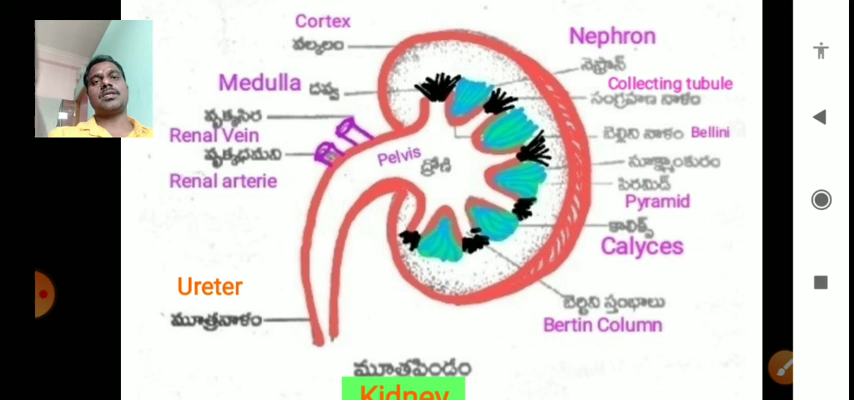 Cortex
వల్కలం
Nephron
నెఫ్రాన్
Medulla
దవ్వ
Collecting tubule
సంగ్రహణ నాళం
వృక్కసిర
Renal Vein
బెల్లిని నాళం Bellini
వృక్కధమని
Renal arterie
Pelvis
ద్రోణి
సూక్ష్మాంకురం
పిరమిడ్
Pyramid
కాలిక్స్
Calyces
Ureter
మూత్రనాళం
బెర్టిని స్తంభాలు
Bertin Column
మూతపిండం
Kidney